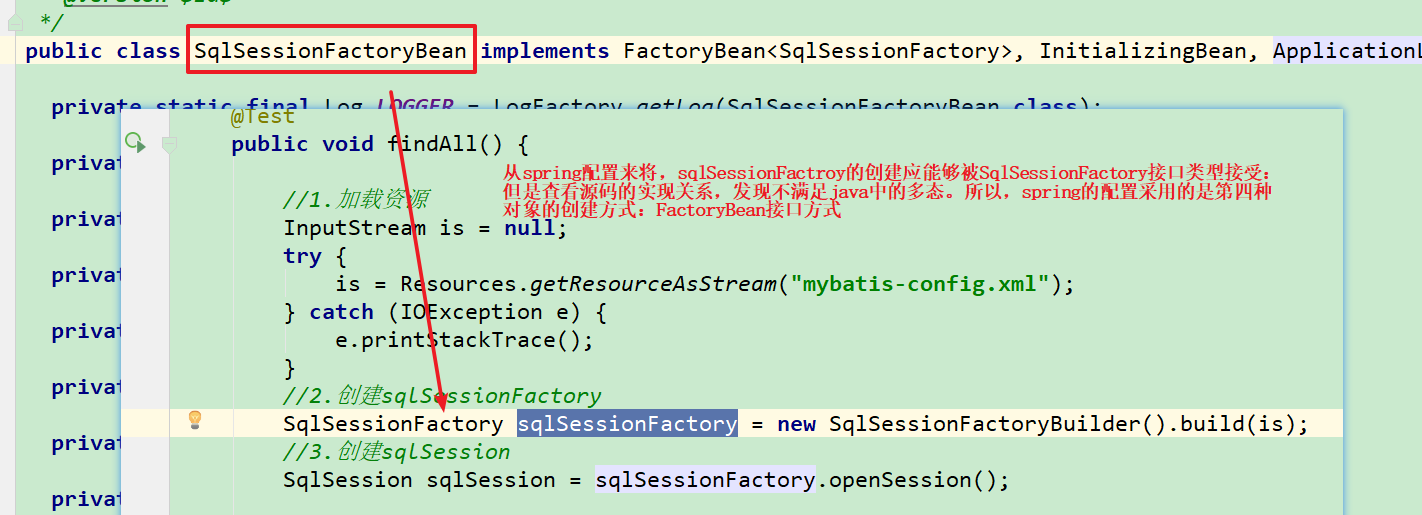 @version $Id$
*/
public class SqlSessionFactoryBean implements FactoryBean<SqlSessionFactory>, InitializingBean, ApplicationL
private static final Log LOGGER = LogFactory.getLog(SqlSessionFactoryBean.class);
@Test
public void findAll() {
privat
从spring配置来将，sqlSessionFactroy的创建应能够被SqlSessionFactory接口类型接受：
但是查看源码的实现关系，发现不满足java中的多态。所以，spring的配置采用的是第四种
对象的创建方式：FactoryBean接口方式
//1.加载资源
privat
InputStream is = null;
try {
privat
is = Resources.getResourceAsStream("mybatis-config.xml");
} catch (IOException e) {
privat
e.printStackTrace();
}
privat
//2.创建sqlSessionFactory
SqlSessionFactory sqlSessionFactory = new SqlSessionFactoryBuilder().build(is);
privat
//3.创建sqlSession
SqlSession sqlSession = sqlSessionFactory.openSession();
privat